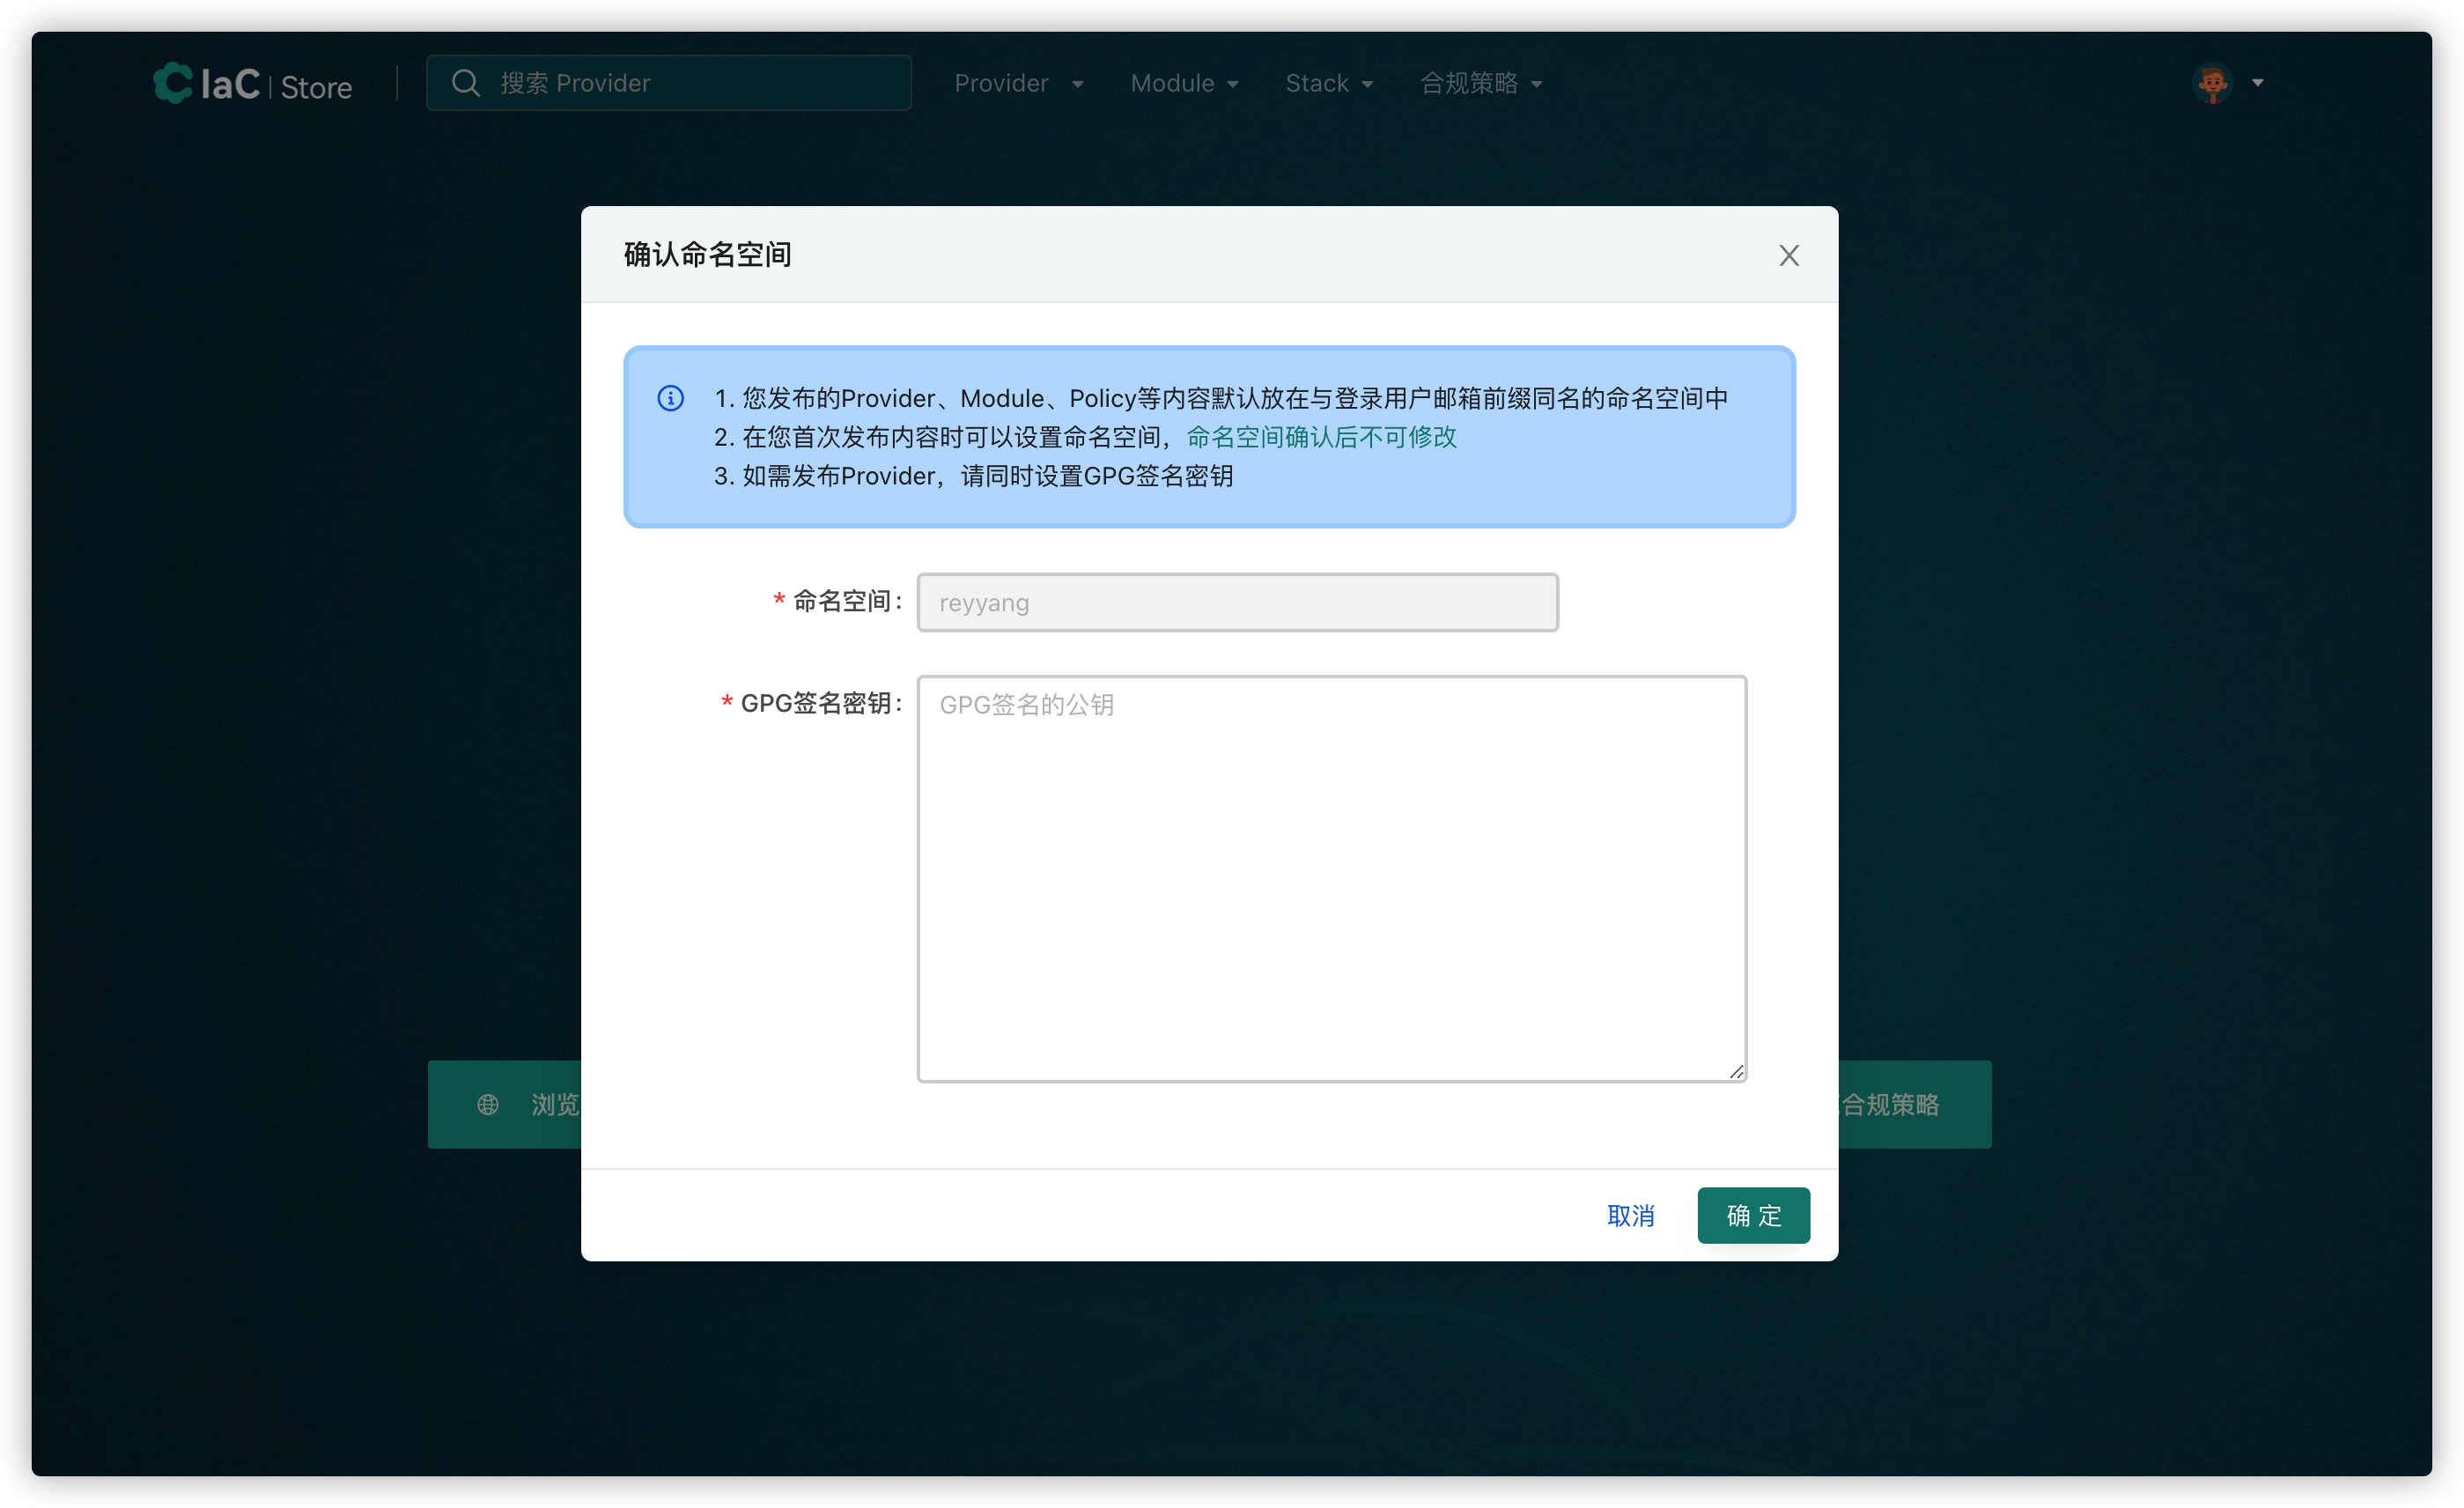 IaC | Store
搜索 Provider
Provider
Module
Stack
合规策略
确认命名空间
1. 您发布的Provider、Module、Policy等内容默认放在与登录用户邮箱前缀同名的命名空间中
2. 在您首次发布内容时可以设置命名空间，命名空间确认后不可修改
3. 如需发布Provider，请同时设置GPG签名密钥
* 命名空间：
reyyang
* GPG签名密钥：
GPG签名的公钥
浏览
合规策略
取消
确 定